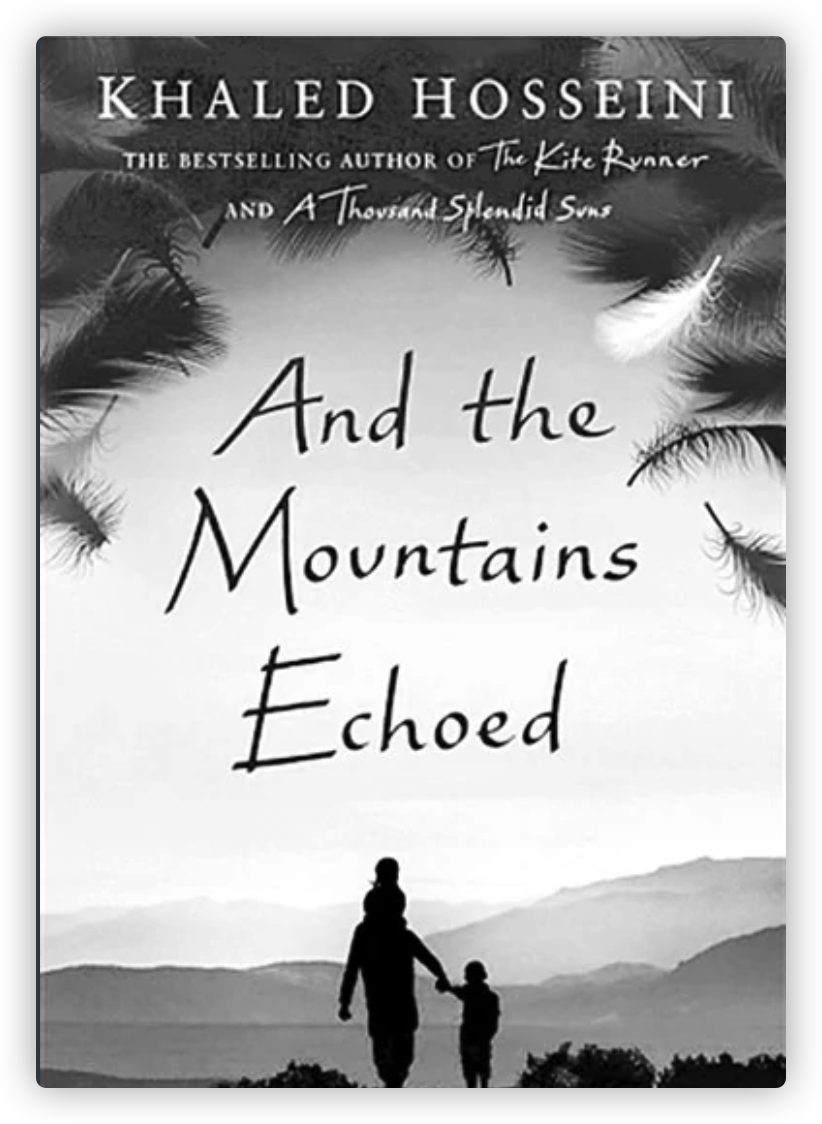 KHALED HOSSEINI
THE BESTSELLING AUTHOR OF The Kite Runner
AND A Thousand Splendid Suns
And the
Mountains
Echoed